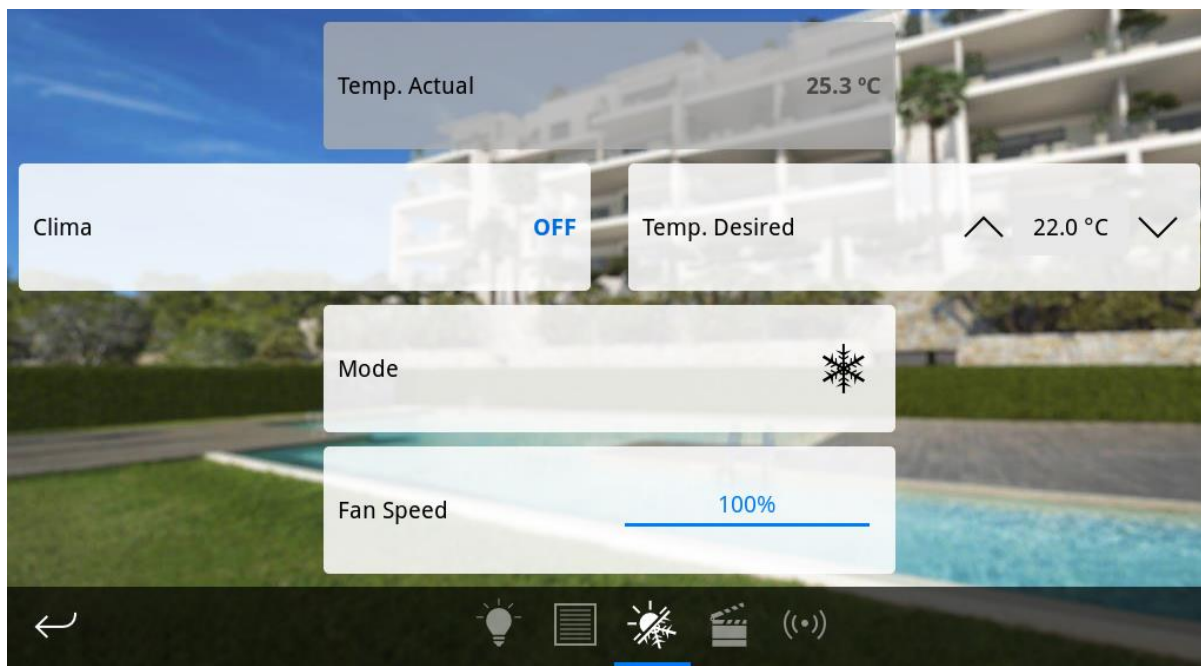 Temp. Actual 25.3 ºC
Clima OFF
Temp. Desired 22.0 °C
Mode
Fan Speed 100%